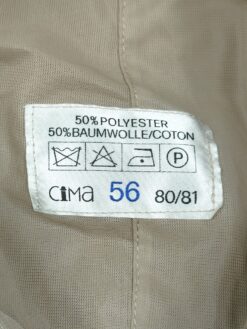 50% POLYESTER
50% BAUMWOLLE/COTON
P
CiMA 56 80/81